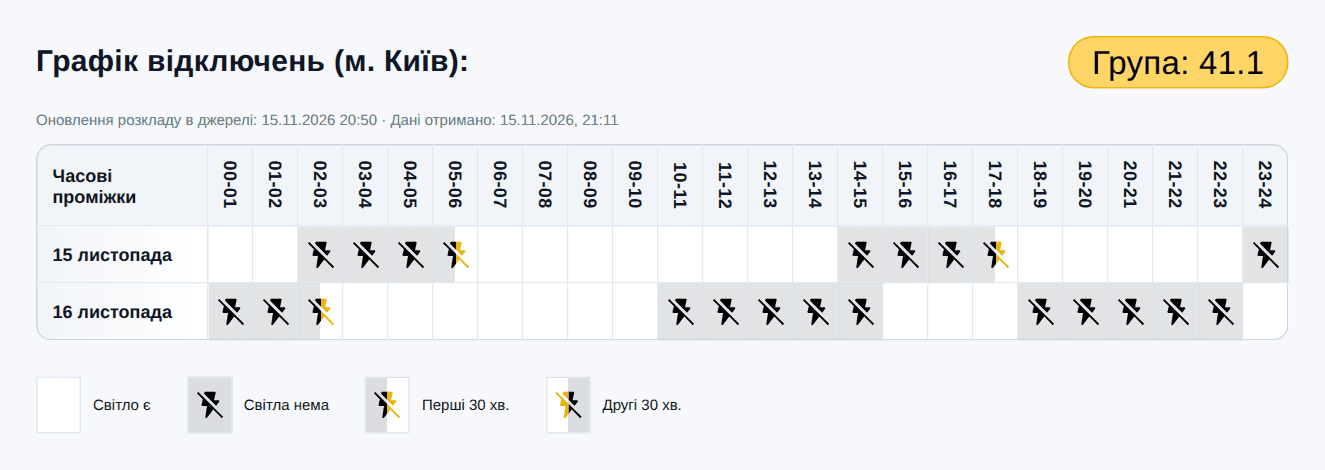 Графік відключень (м. Київ):
Група: 41.1
Оновлення розкладу в джерелі: 15.11.2026 20:50 · Дані отримано: 15.11.2026, 21:11
Часові
проміжки
00-01
01-02
02-03
03-04
04-05
05-06
06-07
07-08
08-09
09-10
10-11
11-12
12-13
13-14
14-15
15-16
16-17
17-18
18-19
19-20
20-21
21-22
22-23
23-24
15 листопада
16 листопада
Світло є
Світла нема
Перші 30 хв.
Другі 30 хв.